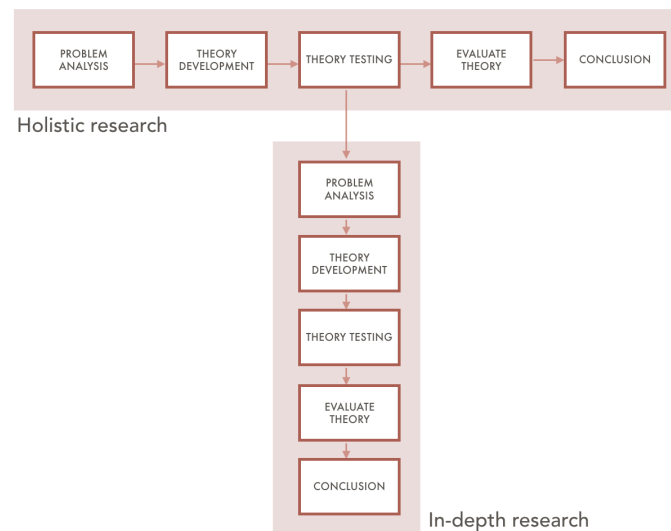 PROBLEM
ANALYSIS
THEORY
DEVELOPMENT
THEORY TESTING
EVALUATE
THEORY
CONCLUSION
Holistic research
PROBLEM
ANALYSIS
THEORY
DEVELOPMENT
THEORY TESTING
EVALUATE
THEORY
CONCLUSION
In-depth research